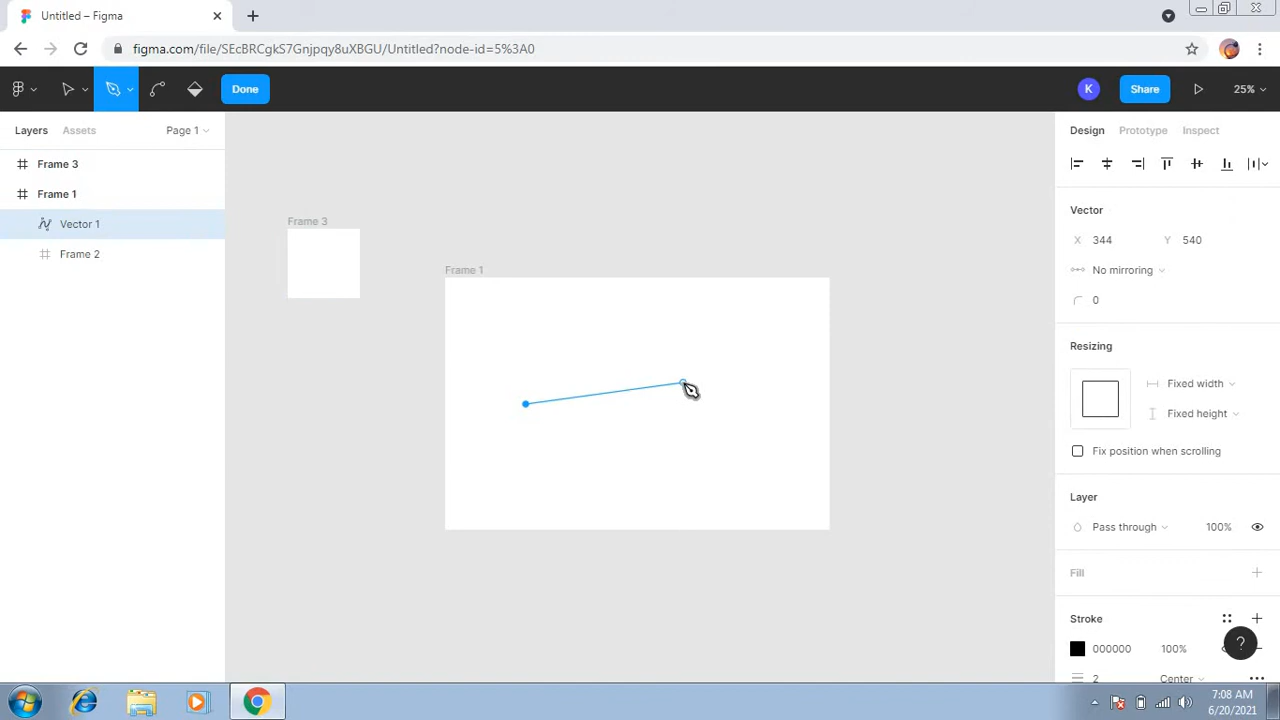 Untitled – Figma
figma.com/file/SEcBRCgkS7Gnjpqy8uXBGU/Untitled?node-id=5%3A0
Done
K
Share
25%
Layers
Assets
Page 1
Design
Prototype
Inspect
Frame 3
Frame 1
Vector 1
Frame 2
Frame 3
Frame 1
Vector
X 344
Y 540
No mirroring
0
Resizing
Fixed width
Fixed height
Fix position when scrolling
Layer
Pass through
100%
Fill
Stroke
000000
100%
?
2
Center
7:08 AM
6/20/2021